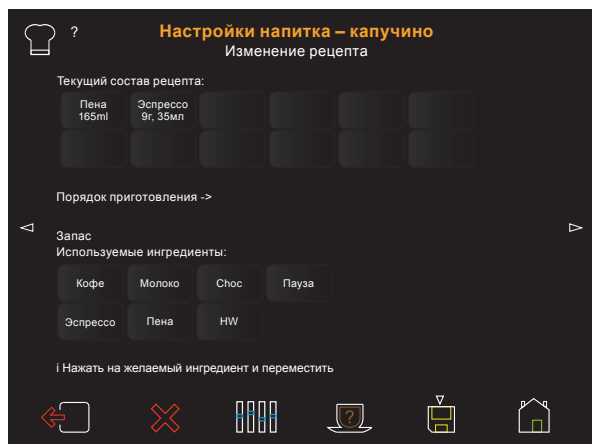 ?
Настройки напитка – капучино
Изменение рецепта
Текущий состав рецепта:
Пена
165ml
Эспрессо
9г, 35мл
Порядок приготовления ->
Запас
Используемые ингредиенты:
Кофе
Молоко
Choc
Пауза
Эспрессо
Пена
HW
i Нажать на желаемый ингредиент и переместить
?